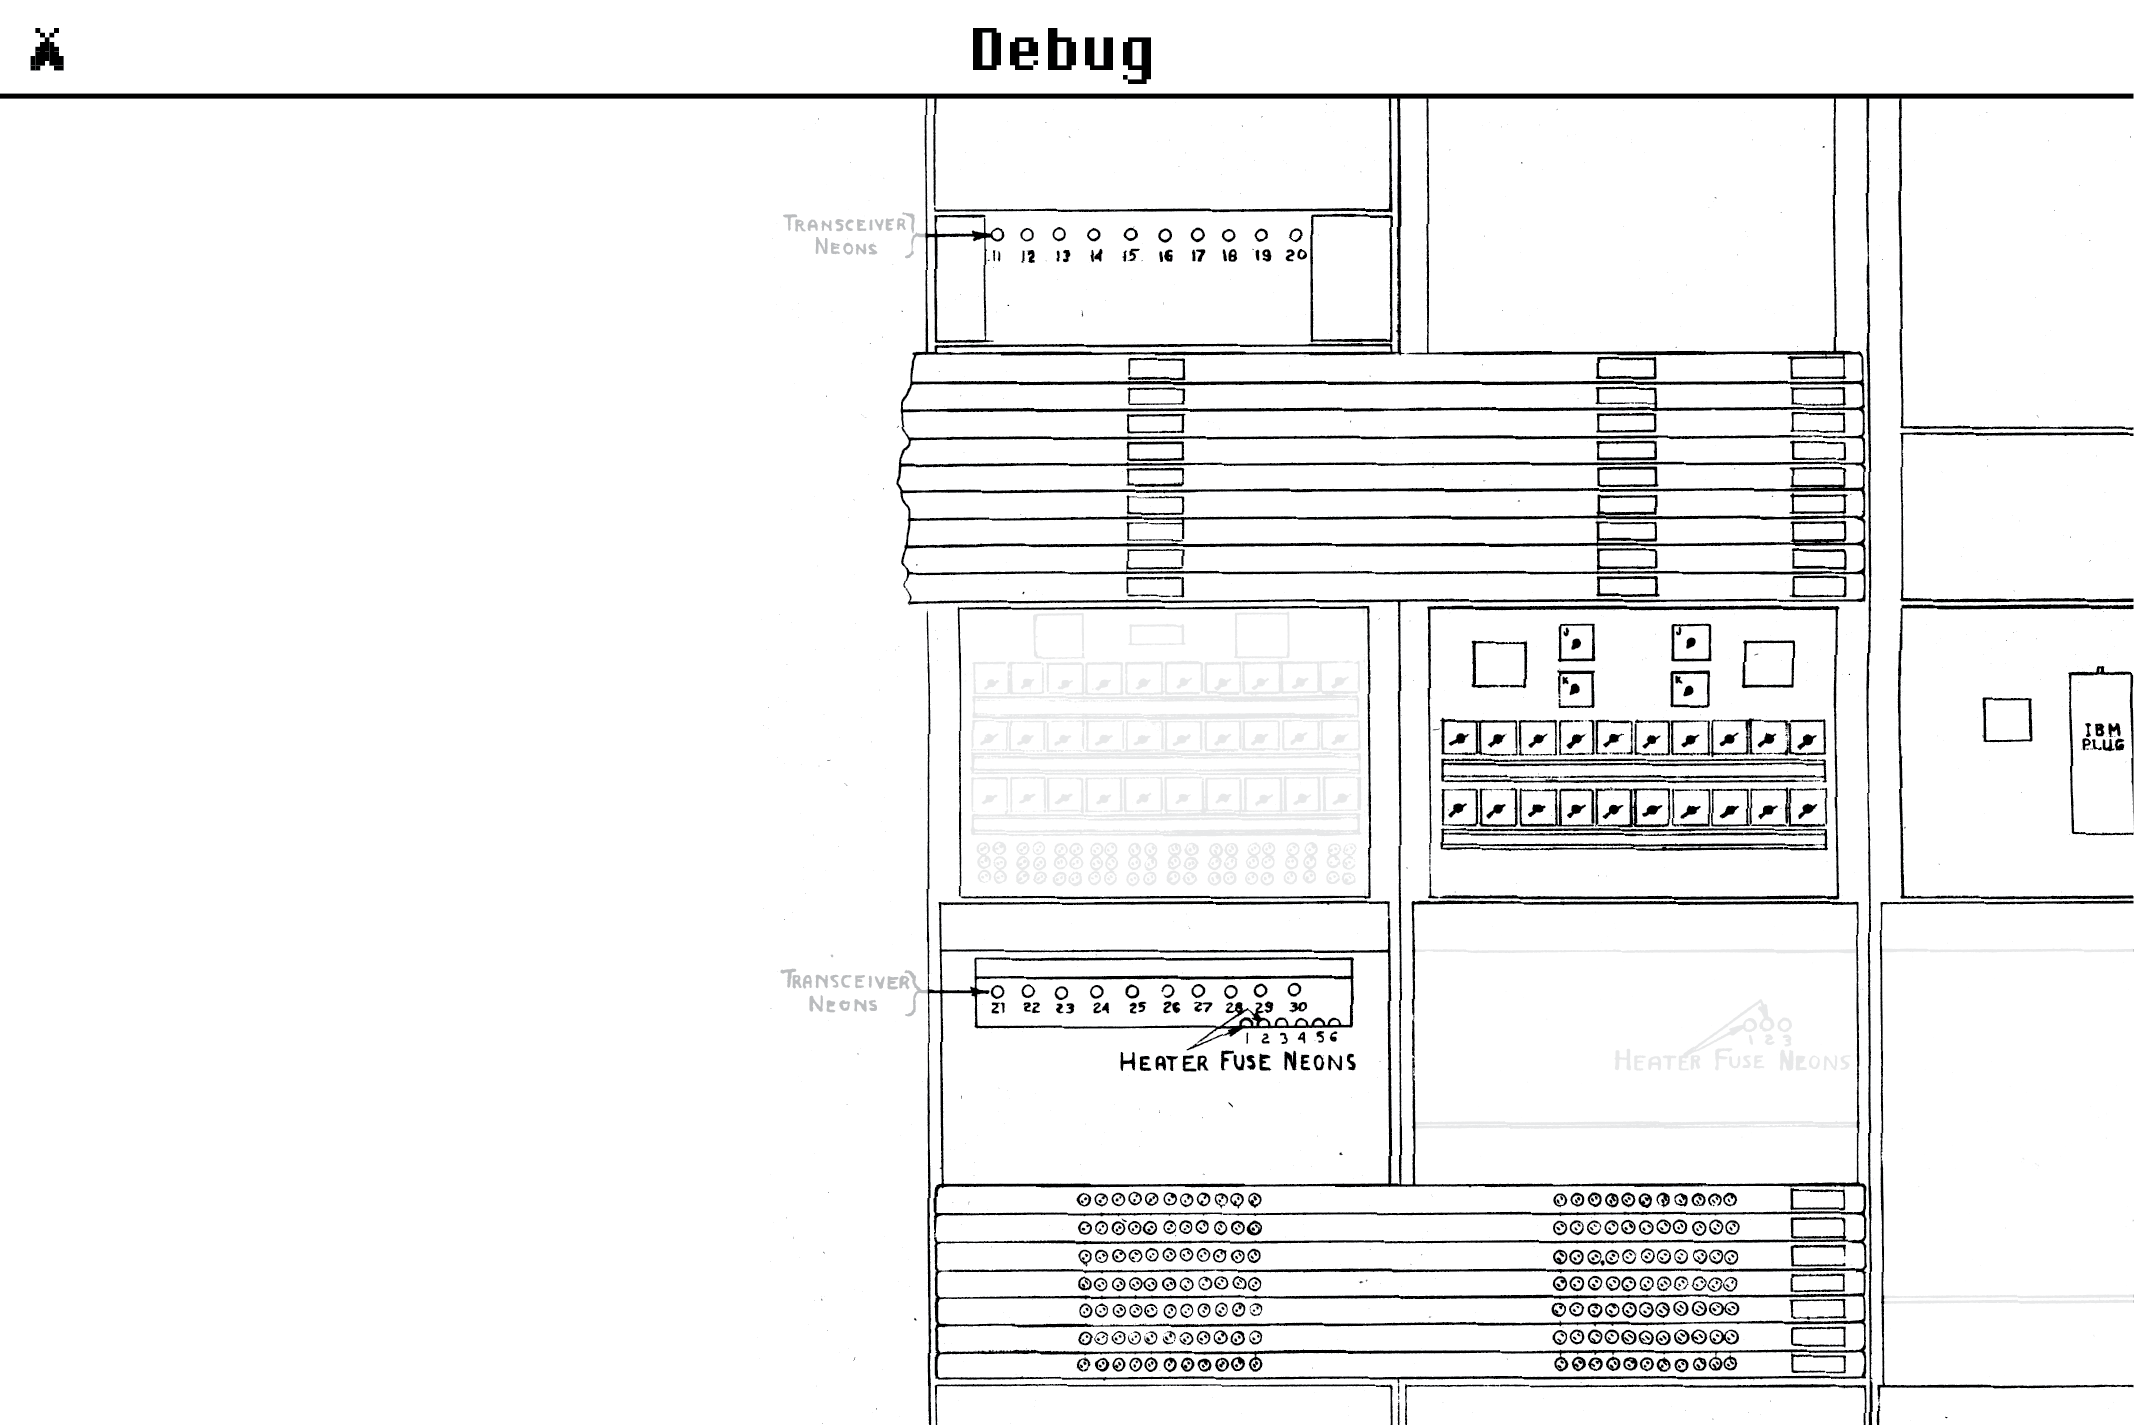 Debug
TRANSCEIVER
NEONS
11 12 13 14 15 16 17 18 19 20
J J
K K
IBM
PLUG
TRANSCEIVER
NEONS
21 22 23 24 25 26 27 28 29 30
1 2 3 4 5 6
HEATER FUSE NEONS
1 2 3
HEATER FUSE NEONS